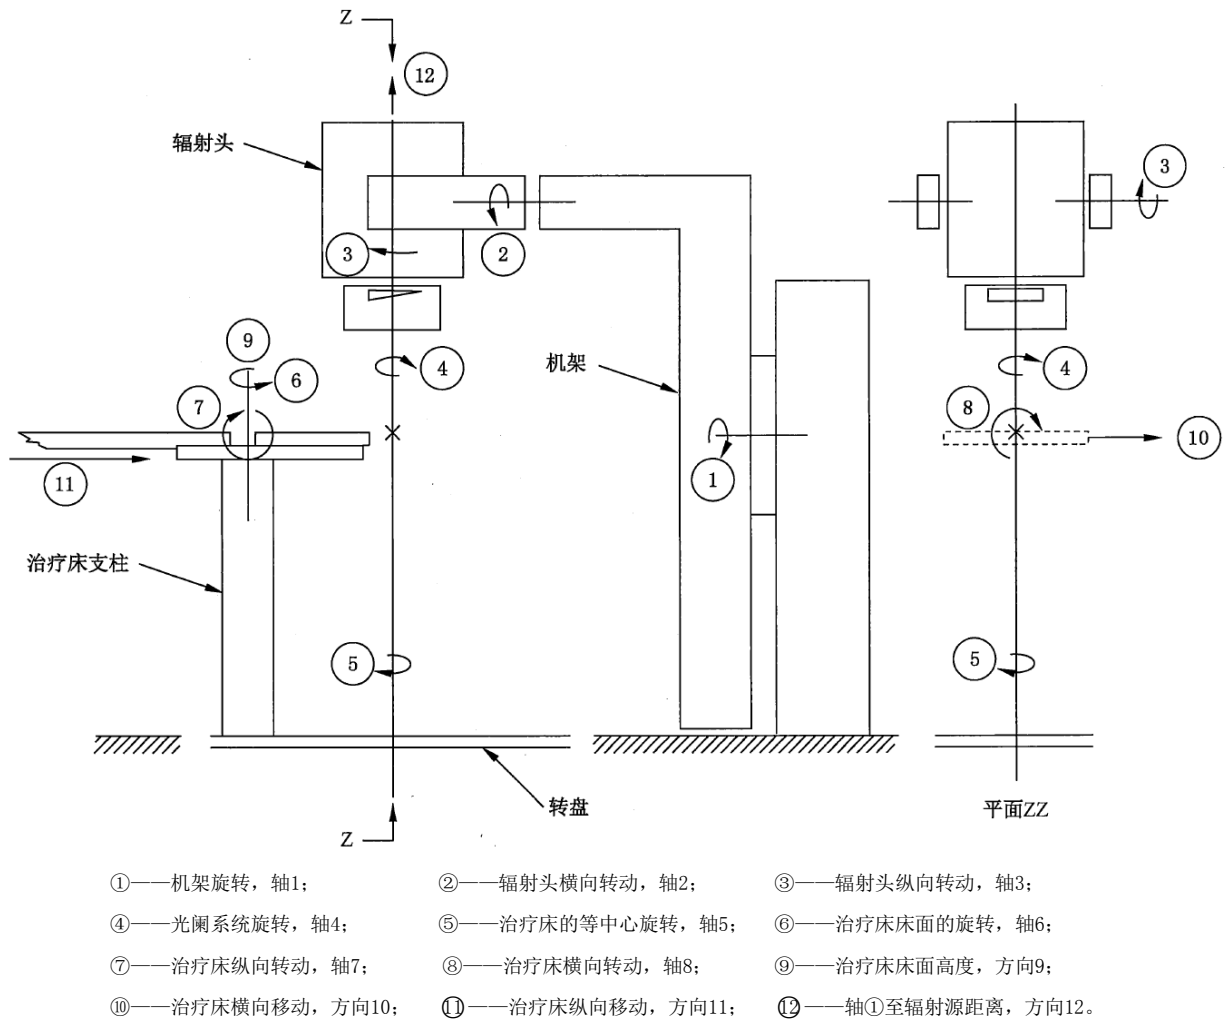 Z
12
辐射头
3
3
2
9
机架
4
4
6
7
8
10
11
1
治疗床支柱
5
5
转盘
平面ZZ
Z
①——机架旋转，轴1； ②——辐射头横向转动，轴2； ③——辐射头纵向转动，轴3；
④——光阑系统旋转，轴4； ⑤——治疗床的等中心旋转，轴5； ⑥——治疗床床面的旋转，轴6；
⑦——治疗床纵向转动，轴7； ⑧——治疗床横向转动，轴8； ⑨——治疗床床面高度，方向9；
⑩——治疗床横向移动，方向10； ⑪——治疗床纵向移动，方向11； ⑫——轴①至辐射源距离，方向12。